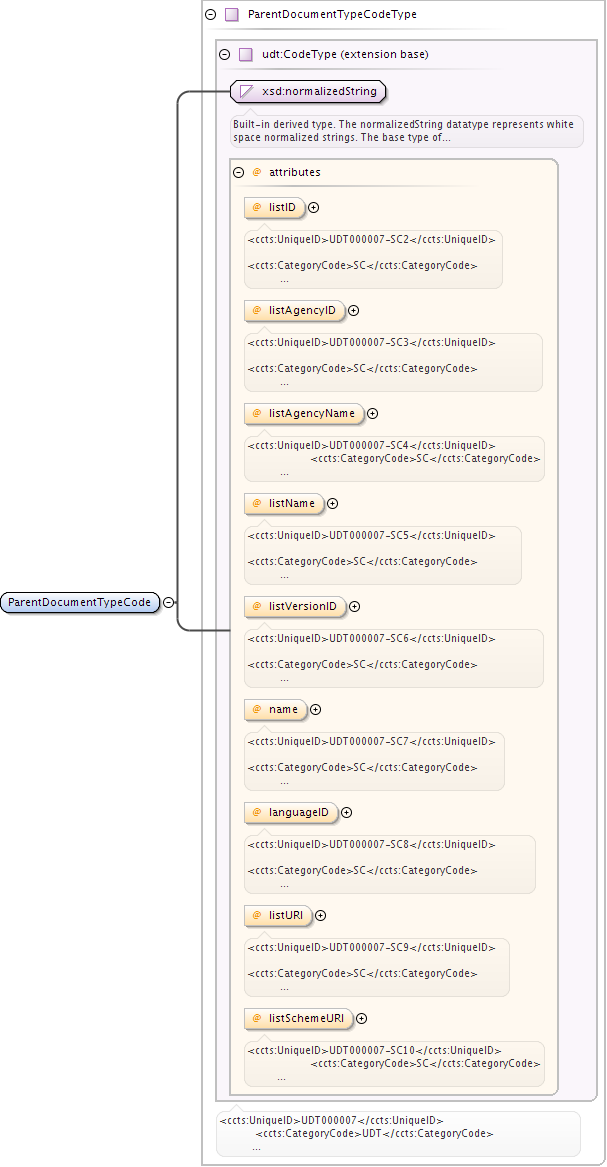 ParentDocumentTypeCodeType
udt:CodeType (extension base)
xsd:normalizedString
Built-in derived type. The normalizedString datatype represents white
space normalized strings. The base type of...
@ attributes
@ listID
<ccts:UniqueID>UDT000007-SC2</ccts:UniqueID>
<ccts:CategoryCode>SC</ccts:CategoryCode>
...
@ listAgencyID
<ccts:UniqueID>UDT000007-SC3</ccts:UniqueID>
<ccts:CategoryCode>SC</ccts:CategoryCode>
...
@ listAgencyName
<ccts:UniqueID>UDT000007-SC4</ccts:UniqueID>
<ccts:CategoryCode>SC</ccts:CategoryCode>
...
@ listName
<ccts:UniqueID>UDT000007-SC5</ccts:UniqueID>
<ccts:CategoryCode>SC</ccts:CategoryCode>
...
ParentDocumentTypeCode
@ listVersionID
<ccts:UniqueID>UDT000007-SC6</ccts:UniqueID>
<ccts:CategoryCode>SC</ccts:CategoryCode>
...
@ name
<ccts:UniqueID>UDT000007-SC7</ccts:UniqueID>
<ccts:CategoryCode>SC</ccts:CategoryCode>
...
@ languageID
<ccts:UniqueID>UDT000007-SC8</ccts:UniqueID>
<ccts:CategoryCode>SC</ccts:CategoryCode>
...
@ listURI
<ccts:UniqueID>UDT000007-SC9</ccts:UniqueID>
<ccts:CategoryCode>SC</ccts:CategoryCode>
...
@ listSchemeURI
<ccts:UniqueID>UDT000007-SC10</ccts:UniqueID>
<ccts:CategoryCode>SC</ccts:CategoryCode>
...
<ccts:UniqueID>UDT000007</ccts:UniqueID>
<ccts:CategoryCode>UDT</ccts:CategoryCode>
...